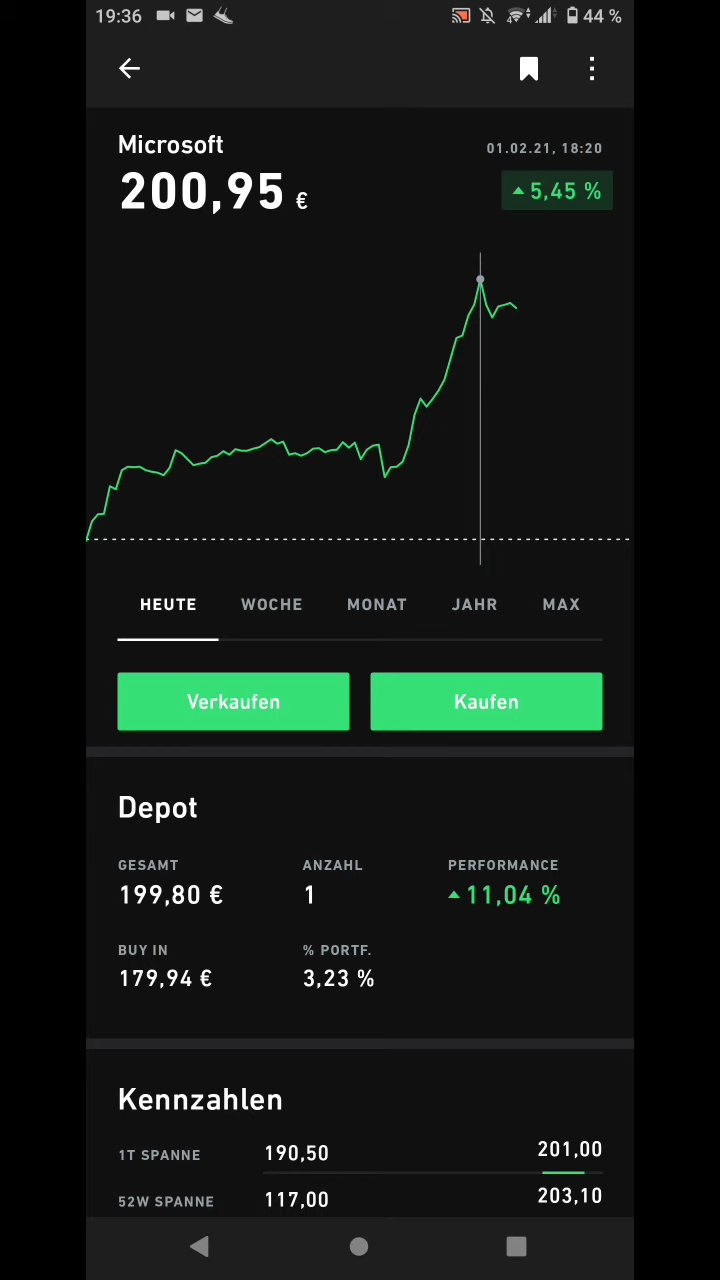 19:36 44 %
Microsoft 01.02.21, 18:20
200,95 € 5,45 %
HEUTE WOCHE MONAT JAHR MAX
Verkaufen Kaufen
Depot
GESAMT ANZAHL PERFORMANCE
199,80 € 1 11,04 %
BUY IN % PORTF.
179,94 € 3,23 %
Kennzahlen
1T SPANNE 190,50 201,00
52W SPANNE 117,00 203,10